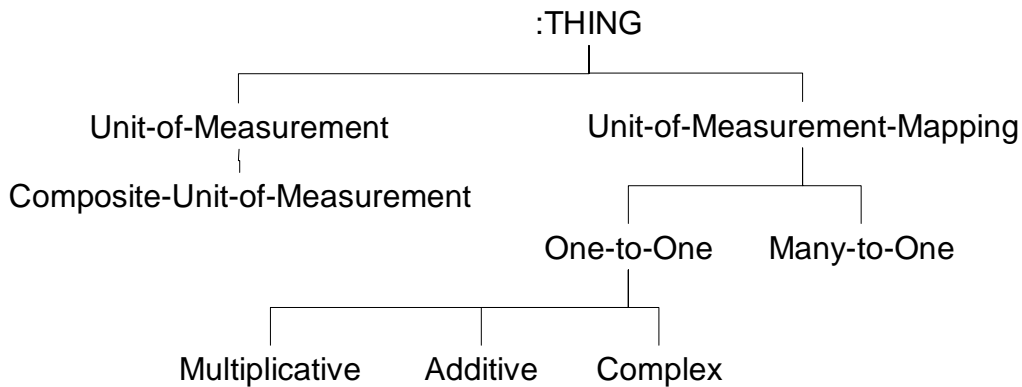 :THING
Unit-of-Measurement
Unit-of-Measurement-Mapping
Composite-Unit-of-Measurement
One-to-One
Many-to-One
Multiplicative
Additive
Complex